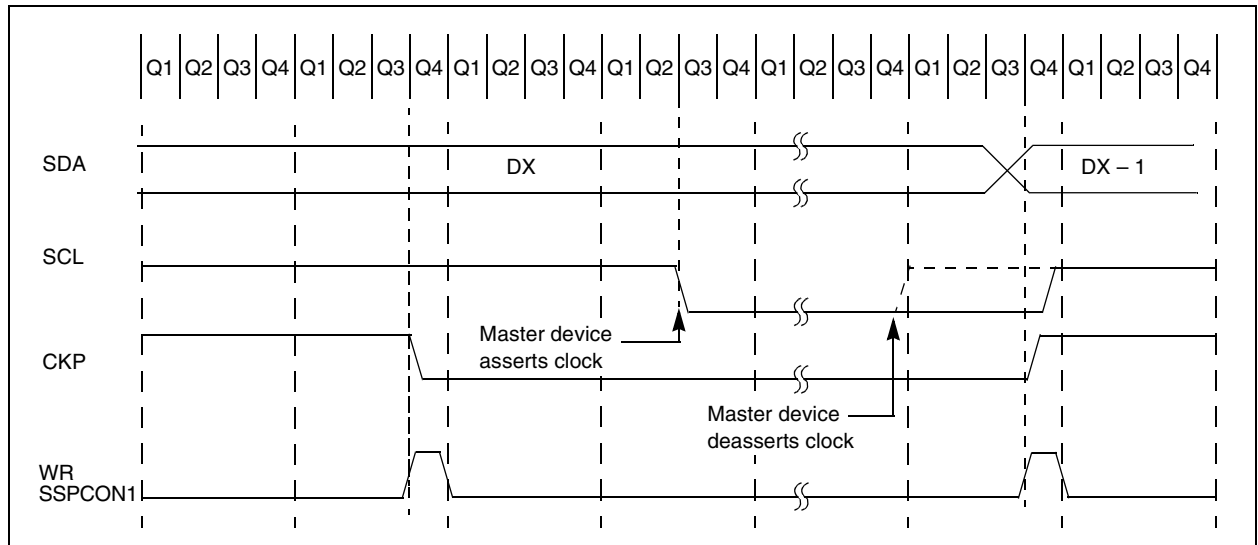 Q1 Q2 Q3 Q4 Q1 Q2 Q3 Q4 Q1 Q2 Q3 Q4 Q1 Q2 Q3 Q4 Q1 Q2 Q3 Q4 Q1 Q2 Q3 Q4 Q1 Q2 Q3 Q4
SDA
DX
DX – 1
SCL
Master device
asserts clock
CKP
Master device
deasserts clock
WR
SSPCON1